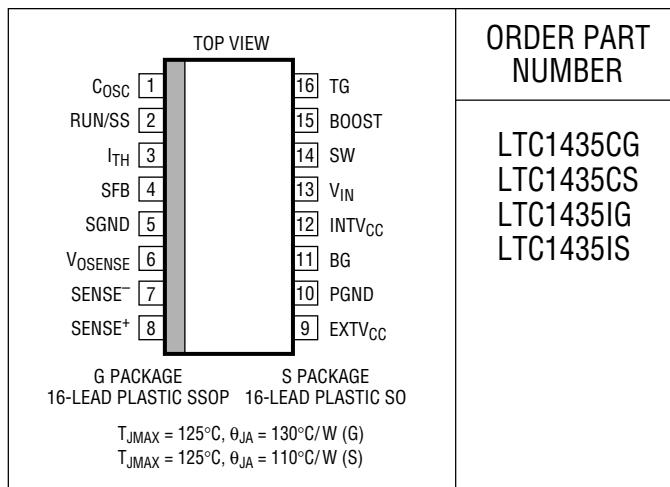 TOP VIEW
C_OSC 1
RUN/SS 2
I_TH 3
SFB 4
SGND 5
V_OSENSE 6
SENSE⁻ 7
SENSE⁺ 8
16 TG
15 BOOST
14 SW
13 V_IN
12 INTV_CC
11 BG
10 PGND
9 EXTV_CC
G PACKAGE
16-LEAD PLASTIC SSOP
S PACKAGE
16-LEAD PLASTIC SO
T_JMAX = 125°C, θ_JA = 130°C/W (G)
T_JMAX = 125°C, θ_JA = 110°C/W (S)
ORDER PART
NUMBER
LTC1435CG
LTC1435CS
LTC1435IG
LTC1435IS